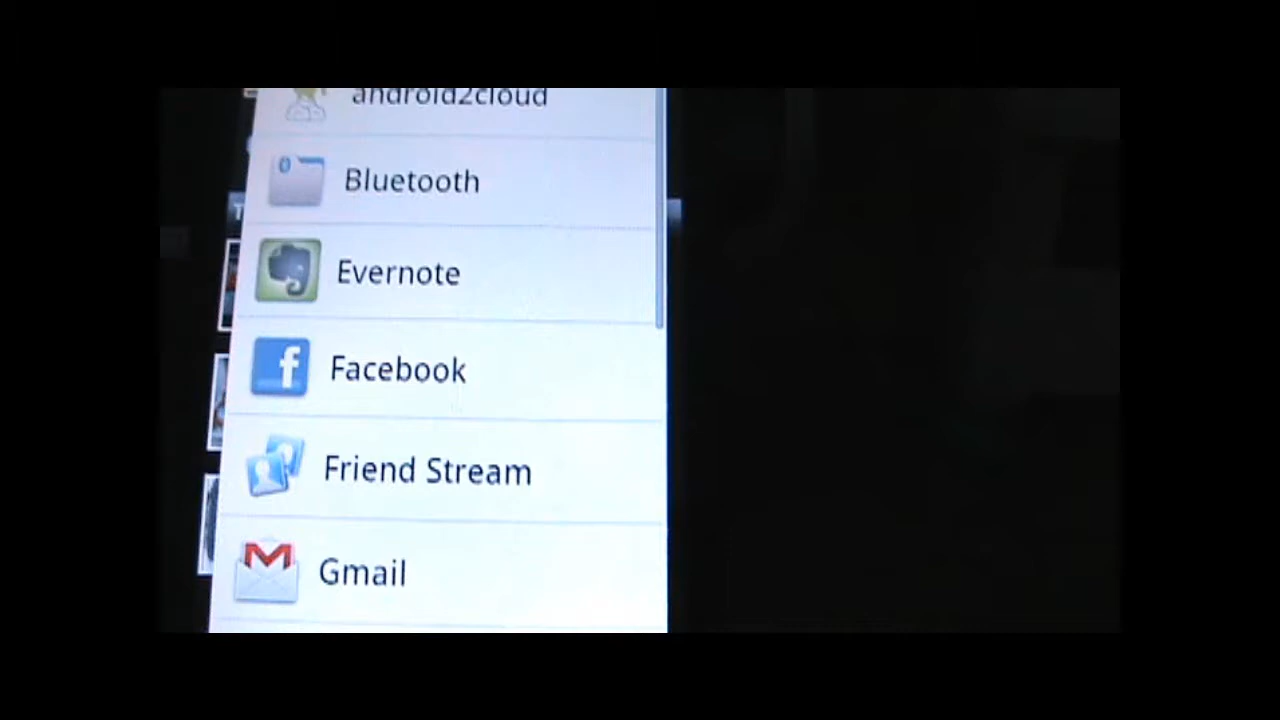 android2cloud
Bluetooth
Evernote
Facebook
Friend Stream
Gmail